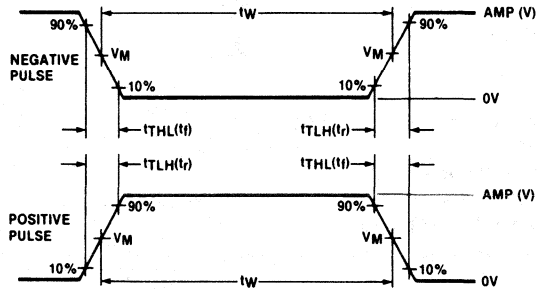 tW
90%
90%
AMP (V)
NEGATIVE
PULSE
VM
VM
10%
10%
0V
tTHL(tf)
tTLH(tr)
tTLH(tr)
tTHL(tf)
AMP (V)
90%
90%
POSITIVE
PULSE
VM
VM
10%
10%
tW
0V